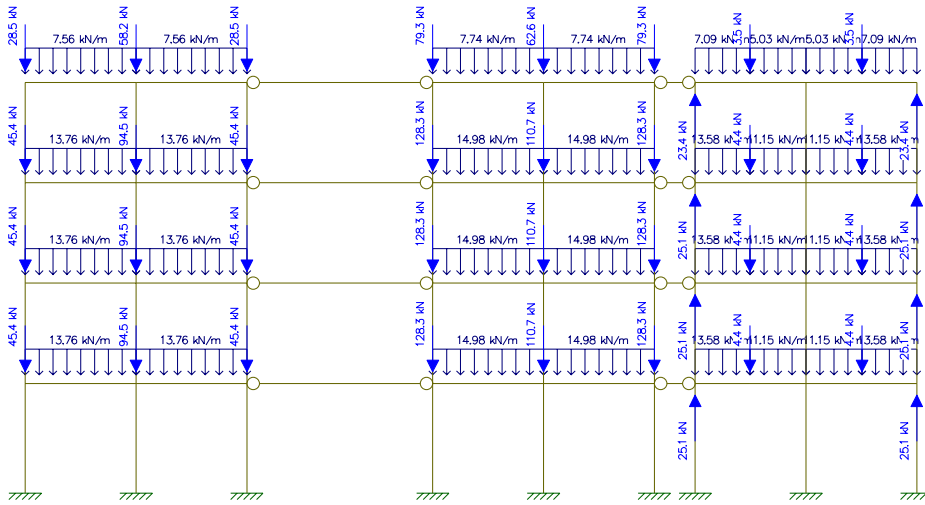 28.5 kN 58.2 kN 28.5 kN 79.3 kN 62.6 kN 79.3 kN 3.5 kN 3.5 kN
7.56 kN/m 7.56 kN/m 7.74 kN/m 7.74 kN/m 7.09 kN/m 5.03 kN/m 5.03 kN/m 7.09 kN/m
45.4 kN 94.5 kN 45.4 kN 128.3 kN 110.7 kN 128.3 kN 23.4 kN 4.4 kN 4.4 kN 23.4 kN
13.76 kN/m 13.76 kN/m 14.98 kN/m 14.98 kN/m 13.58 kN/m 11.15 kN/m 11.15 kN/m 13.58 kN/m
45.4 kN 94.5 kN 45.4 kN 128.3 kN 110.7 kN 128.3 kN 25.1 kN 4.4 kN 4.4 kN 25.1 kN
13.76 kN/m 13.76 kN/m 14.98 kN/m 14.98 kN/m 13.58 kN/m 11.15 kN/m 11.15 kN/m 13.58 kN/m
45.4 kN 94.5 kN 45.4 kN 128.3 kN 110.7 kN 128.3 kN 25.1 kN 4.4 kN 4.4 kN 25.1 kN
13.76 kN/m 13.76 kN/m 14.98 kN/m 14.98 kN/m 13.58 kN/m 11.15 kN/m 11.15 kN/m 13.58 kN/m
25.1 kN 25.1 kN